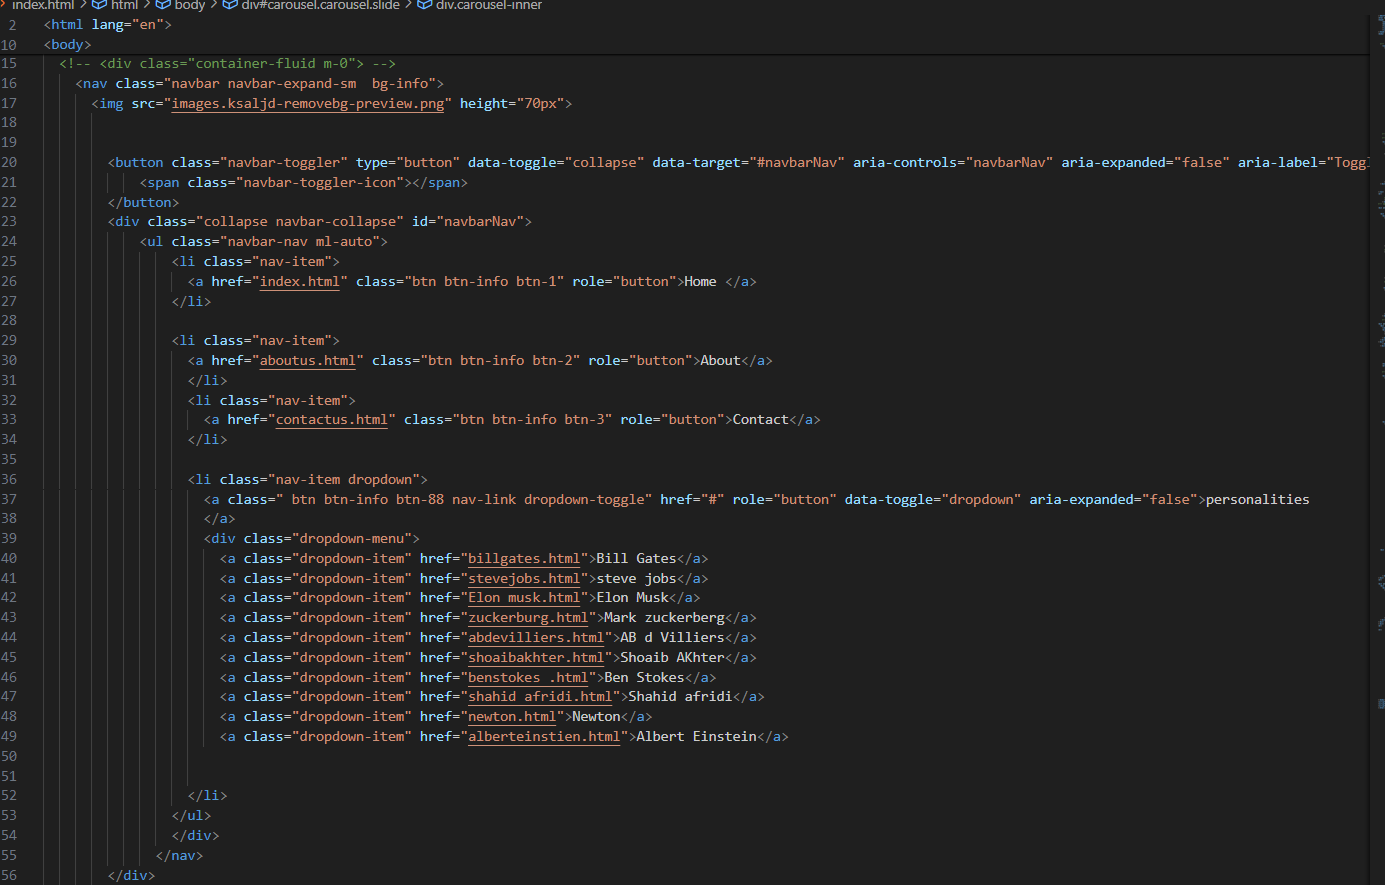 index.html > html > body > div#carousel.carousel.slide > div.carousel-inner
2 <html lang="en">
10 <body>
15 <!-- <div class="container-fluid m-0"> -->
16 <nav class="navbar navbar-expand-sm  bg-info">
17 <img src="images.ksaljd-removebg-preview.png" height="70px">
18
19
20 <button class="navbar-toggler" type="button" data-toggle="collapse" data-target="#navbarNav" aria-controls="navbarNav" aria-expanded="false" aria-label="Toggl
21 <span class="navbar-toggler-icon"></span>
22 </button>
23 <div class="collapse navbar-collapse" id="navbarNav">
24 <ul class="navbar-nav ml-auto">
25 <li class="nav-item">
26 <a href="index.html" class="btn btn-info btn-1" role="button">Home </a>
27 </li>
28
29 <li class="nav-item">
30 <a href="aboutus.html" class="btn btn-info btn-2" role="button">About</a>
31 </li>
32 <li class="nav-item">
33 <a href="contactus.html" class="btn btn-info btn-3" role="button">Contact</a>
34 </li>
35
36 <li class="nav-item dropdown">
37 <a class=" btn btn-info btn-88 nav-link dropdown-toggle" href="#" role="button" data-toggle="dropdown" aria-expanded="false">personalities
38 </a>
39 <div class="dropdown-menu">
40 <a class="dropdown-item" href="billgates.html">Bill Gates</a>
41 <a class="dropdown-item" href="stevejobs.html">steve jobs</a>
42 <a class="dropdown-item" href="Elon musk.html">Elon Musk</a>
43 <a class="dropdown-item" href="zuckerburg.html">Mark zuckerberg</a>
44 <a class="dropdown-item" href="abdevilliers.html">AB d Villiers</a>
45 <a class="dropdown-item" href="shoaibakhter.html">Shoaib AKhter</a>
46 <a class="dropdown-item" href="benstokes .html">Ben Stokes</a>
47 <a class="dropdown-item" href="shahid afridi.html">Shahid afridi</a>
48 <a class="dropdown-item" href="newton.html">Newton</a>
49 <a class="dropdown-item" href="alberteinstien.html">Albert Einstein</a>
50
51
52 </li>
53 </ul>
54 </div>
55 </nav>
56 </div>